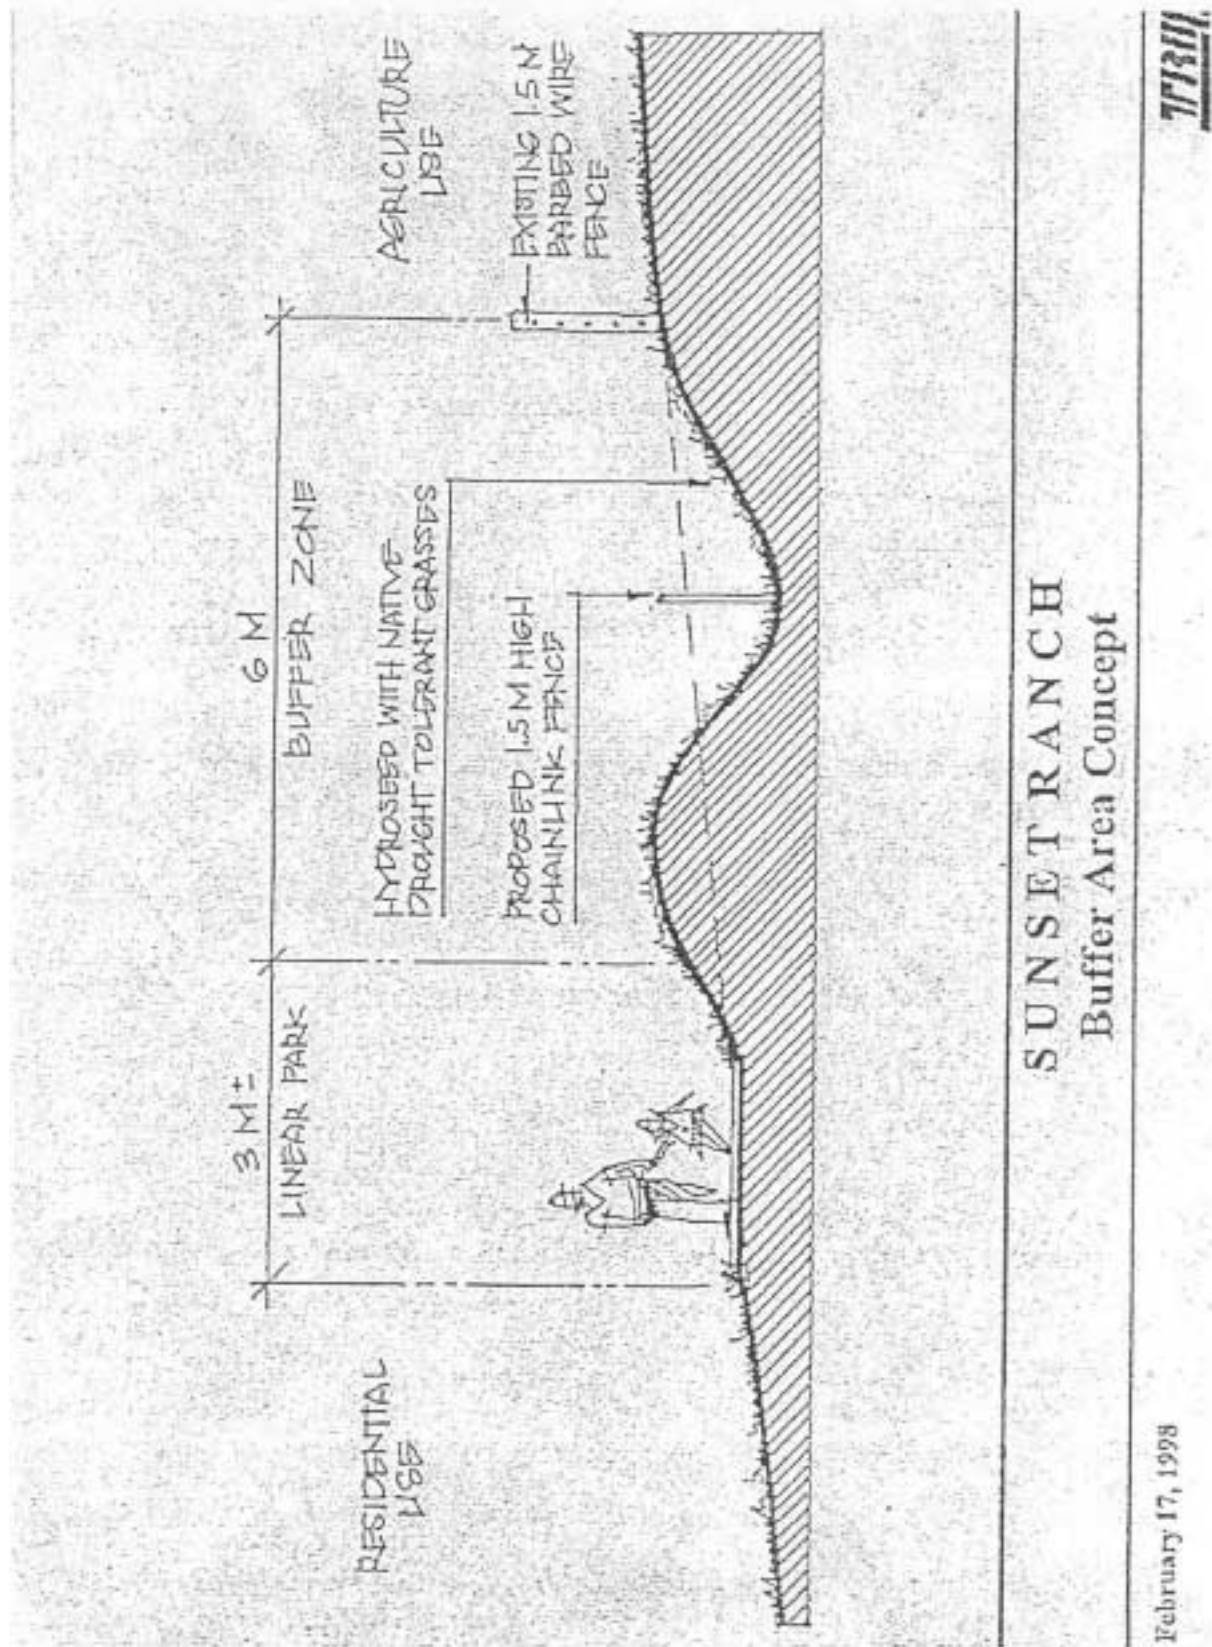 3 M ±
LINEAR PARK
6 M
BUFFER ZONE
RESIDENTIAL
USE
HYDROSEED WITH NATIVE
DROUGHT TOLERANT GRASSES
PROPOSED 1.5 M HIGH
CHAINLINK FENCE
AGRICULTURE
USE
EXISTING 1.5 M
BARBED WIRE
FENCE
SUNSET RANCH
Buffer Area Concept
February 17, 1998